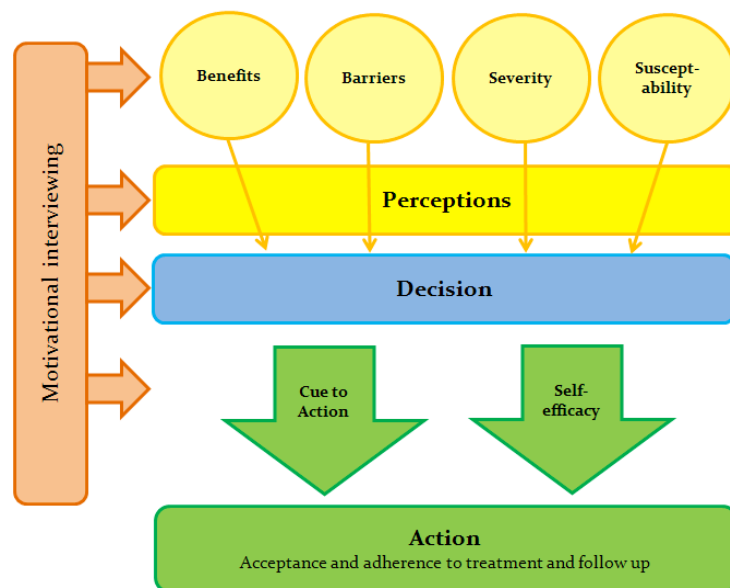 Motivational interviewing
Benefits
Barriers
Severity
Suscept-
ability
Perceptions
Decision
Cue to
Action
Self-
efficacy
Action
Acceptance and adherence to treatment and follow up